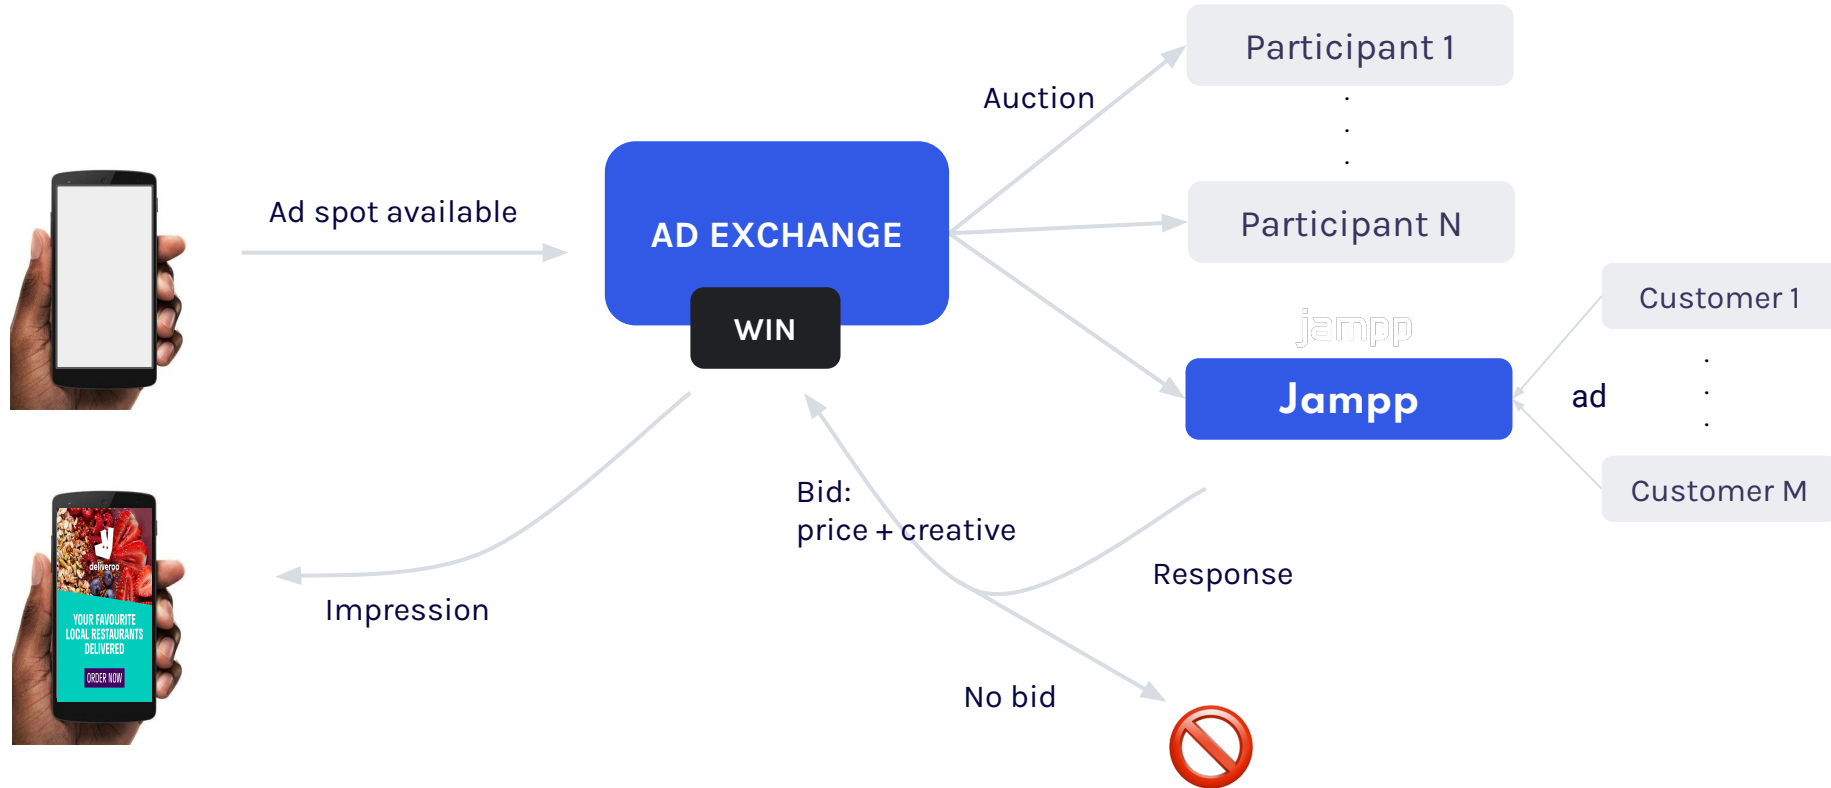 Participant 1
Auction
Ad spot available
AD EXCHANGE
Participant N
WIN
jampp
Jampp
Customer 1
ad
Customer M
Bid:
price + creative
Response
Impression
No bid
deliveroo
YOUR FAVOURITE
LOCAL RESTAURANTS
DELIVERED
ORDER NOW